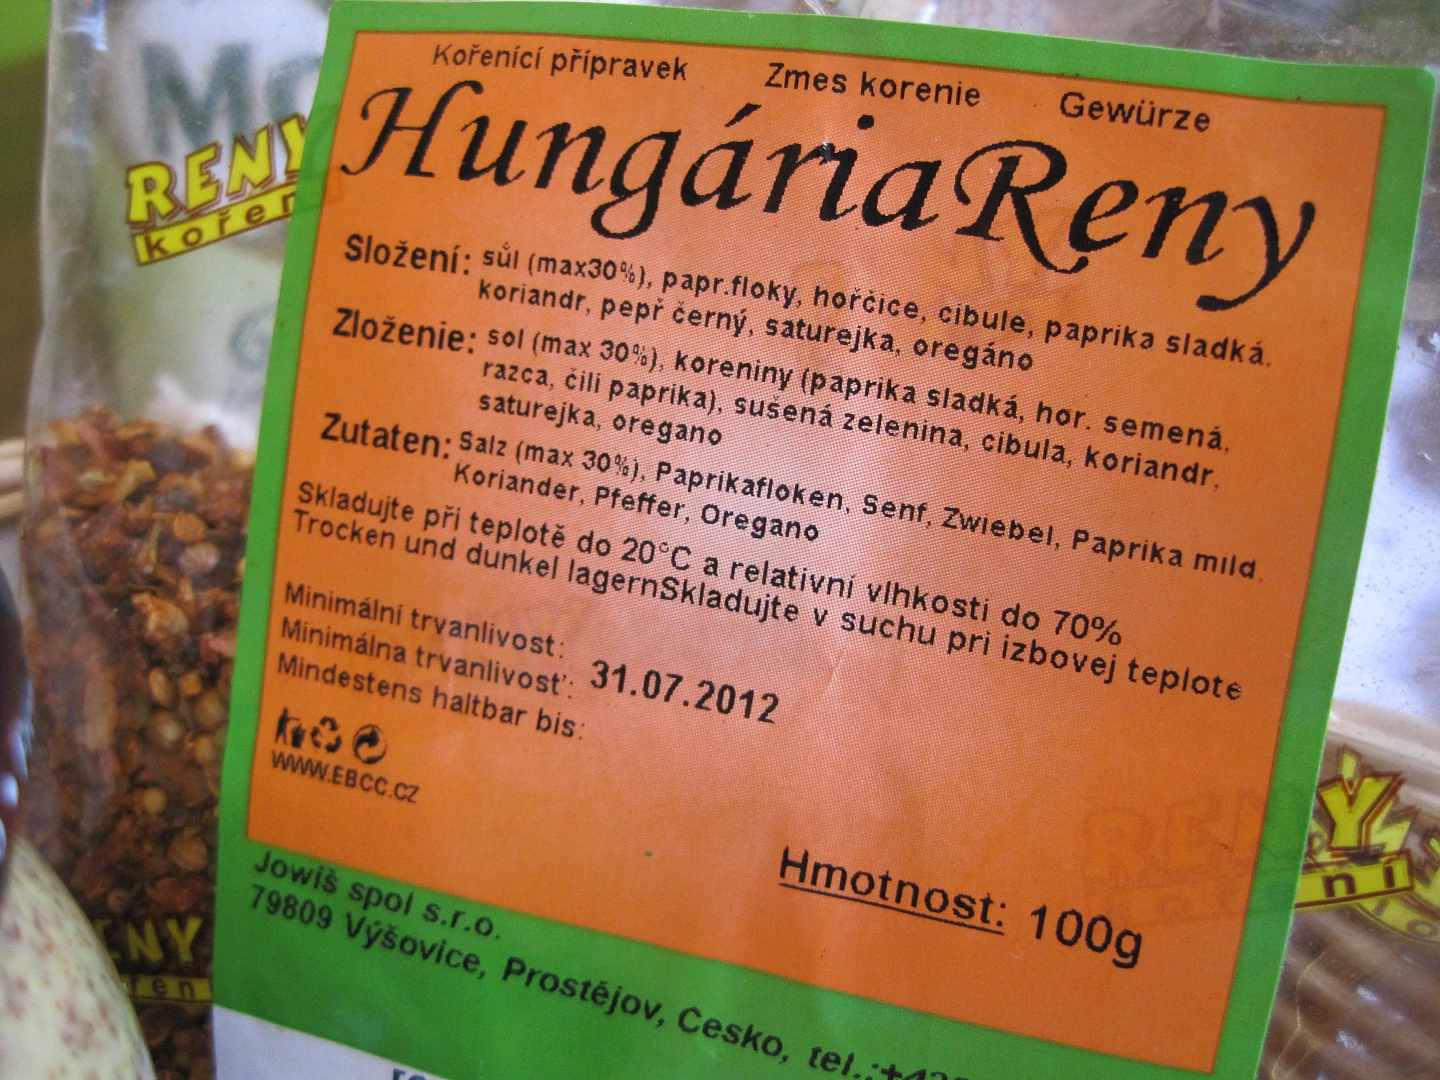 Kořenící přípravek Zmes korenie Gewürze
HungáriaReny
Složení: sůl (max30%), papr.floky, hořčice, cibule, paprika sladká,
koriandr, pepř černý, saturejka, oregáno
Zloženie: sol (max 30%), koreniny (paprika sladká, hor. semená,
razca, čili paprika), sušená zelenina, cibula, koriandr,
saturejka, oregano
Zutaten: Salz (max 30%), Paprikafloken, Senf, Zwiebel, Paprika mild,
Koriander, Pfeffer, Oregano
Skladujte při teplotě do 20°C a relativní vlhkosti do 70%
Trocken und dunkel lagernSkladujte v suchu pri izbovej teplote
Minimální trvanlivost:
Minimálna trvanlivosť: 31.07.2012
Mindestens haltbar bis:
WWW.EBCC.CZ
Hmotnost: 100g
Jowiš spol s.r.o.
79809 Výšovice, Prostějov, Cesko, tel.:
RENY
kořen